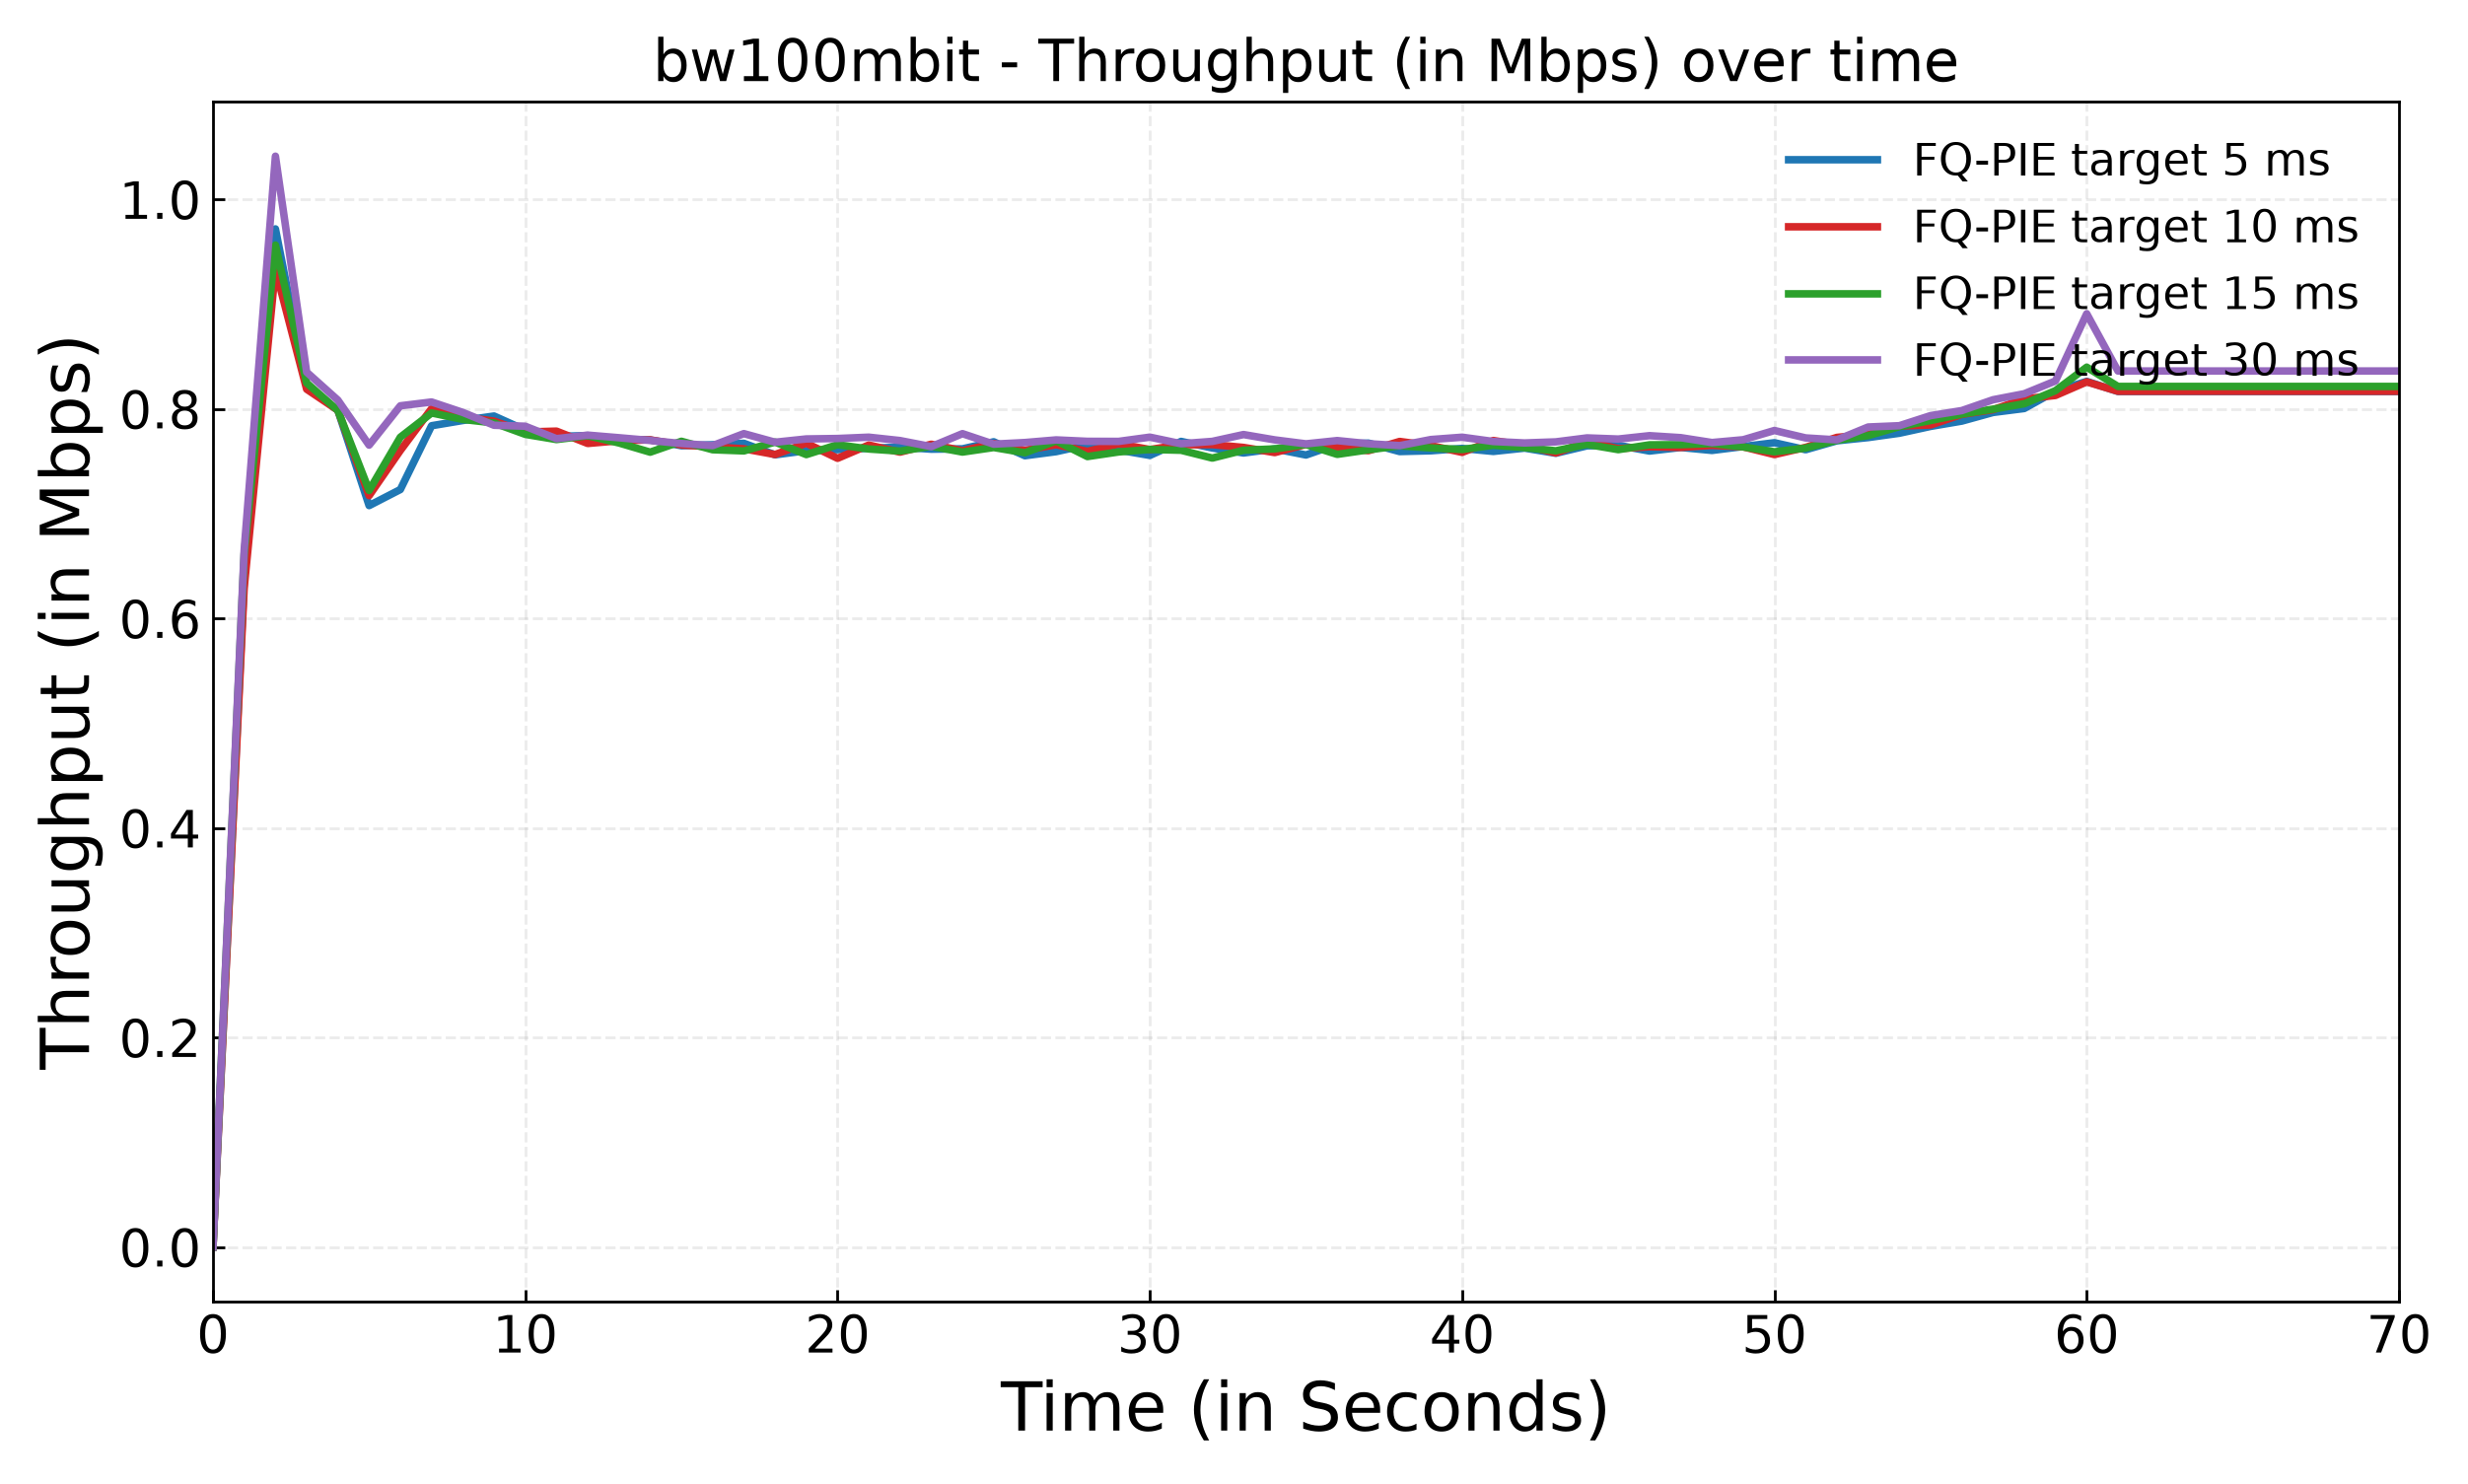 bw100mbit - Throughput (in Mbps) over time
FQ-PIE target 5 ms
FQ-PIE target 10 ms
FQ-PIE target 15 ms
FQ-PIE target 30 ms
Throughput (in Mbps)
1.0
0.8
0.6
0.4
0.2
0.0
0 10 20 30 40 50 60 70
Time (in Seconds)